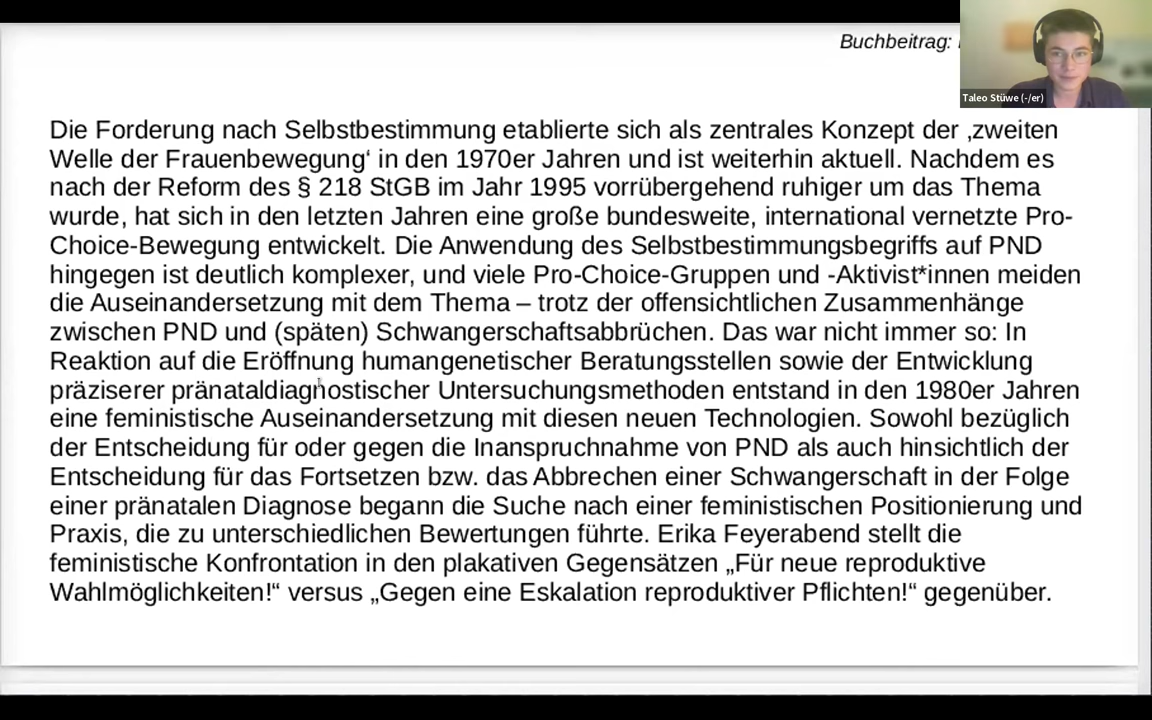 Buchbeitrag:
Taleo Stüwe (-/er)
Die Forderung nach Selbstbestimmung etablierte sich als zentrales Konzept der ‚zweiten
Welle der Frauenbewegung‘ in den 1970er Jahren und ist weiterhin aktuell. Nachdem es
nach der Reform des § 218 StGB im Jahr 1995 vorrübergehend ruhiger um das Thema
wurde, hat sich in den letzten Jahren eine große bundesweite, international vernetzte Pro-
Choice-Bewegung entwickelt. Die Anwendung des Selbstbestimmungsbegriffs auf PND
hingegen ist deutlich komplexer, und viele Pro-Choice-Gruppen und -Aktivist*innen meiden
die Auseinandersetzung mit dem Thema – trotz der offensichtlichen Zusammenhänge
zwischen PND und (späten) Schwangerschaftsabbrüchen. Das war nicht immer so: In
Reaktion auf die Eröffnung humangenetischer Beratungsstellen sowie der Entwicklung
präziserer pränataldiagnostischer Untersuchungsmethoden entstand in den 1980er Jahren
eine feministische Auseinandersetzung mit diesen neuen Technologien. Sowohl bezüglich
der Entscheidung für oder gegen die Inanspruchnahme von PND als auch hinsichtlich der
Entscheidung für das Fortsetzen bzw. das Abbrechen einer Schwangerschaft in der Folge
einer pränatalen Diagnose begann die Suche nach einer feministischen Positionierung und
Praxis, die zu unterschiedlichen Bewertungen führte. Erika Feyerabend stellt die
feministische Konfrontation in den plakativen Gegensätzen „Für neue reproduktive
Wahlmöglichkeiten!“ versus „Gegen eine Eskalation reproduktiver Pflichten!“ gegenüber.